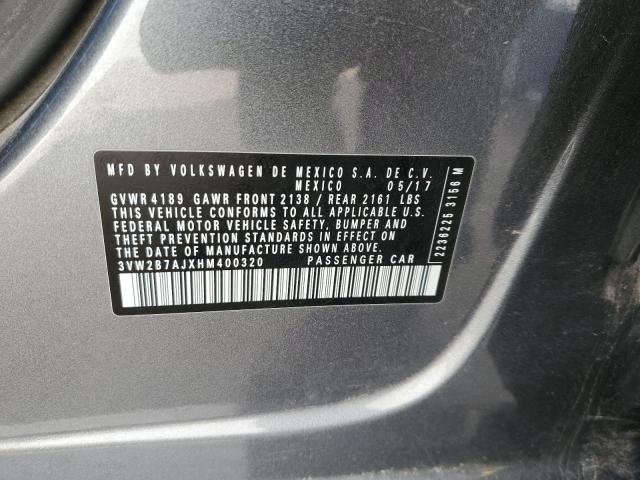 MFD BY VOLKSWAGEN DE MEXICO S.A. DE C.V.
MEXICO 05/17
GVWR 4189 GAWR FRONT 2138 / REAR 2161 LBS
THIS VEHICLE CONFORMS TO ALL APPLICABLE U.S.
FEDERAL MOTOR VEHICLE SAFETY, BUMPER AND
THEFT PREVENTION STANDARDS IN EFFECT ON THE
DATE OF MANUFACTURE SHOWN ABOVE.
3VW2B7AJXHM400320 PASSENGER CAR
2236225 3156 M